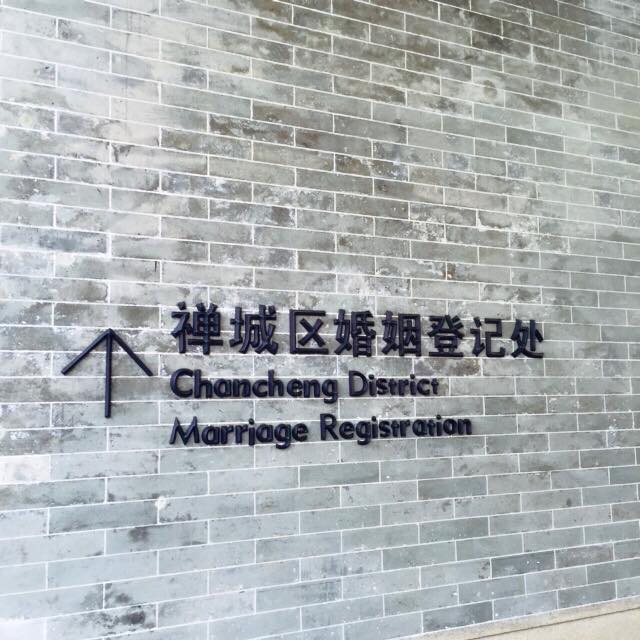 禅城区婚姻登记处
Chancheng District
Marriage Registration